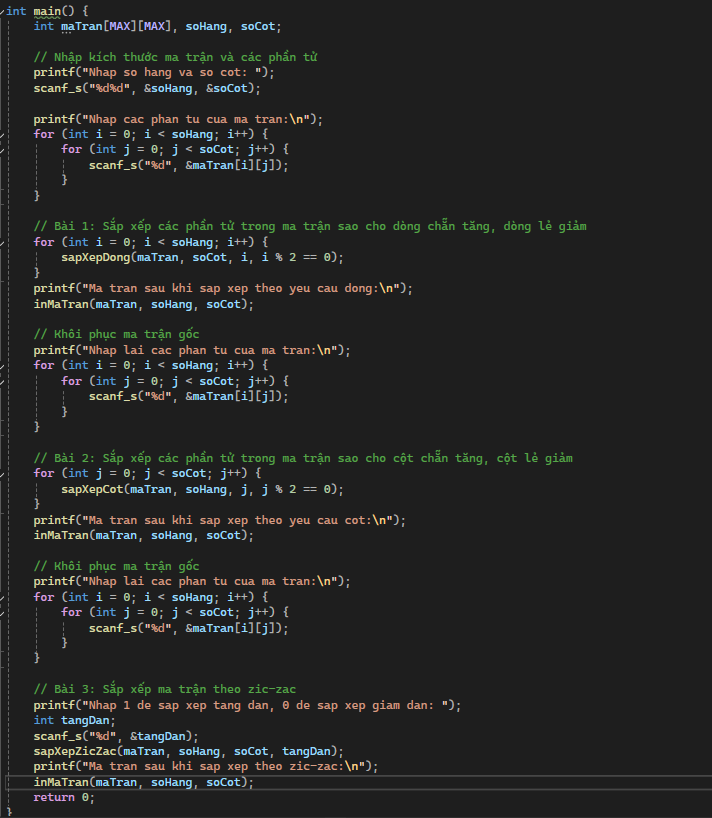 int main() {
    int maTran[MAX][MAX], soHang, soCot;
    // Nhập kích thước ma trận và các phần tử
    printf("Nhap so hang va so cot: ");
    scanf_s("%d%d", &soHang, &soCot);
    printf("Nhap cac phan tu cua ma tran:\n");
    for (int i = 0; i < soHang; i++) {
        for (int j = 0; j < soCot; j++) {
            scanf_s("%d", &maTran[i][j]);
        }
    }
    // Bài 1: Sắp xếp các phần tử trong ma trận sao cho dòng chẵn tăng, dòng lẻ giảm
    for (int i = 0; i < soHang; i++) {
        sapXepDong(maTran, soCot, i, i % 2 == 0);
    }
    printf("Ma tran sau khi sap xep theo yeu cau dong:\n");
    inMaTran(maTran, soHang, soCot);
    // Khôi phục ma trận gốc
    printf("Nhap lai cac phan tu cua ma tran:\n");
    for (int i = 0; i < soHang; i++) {
        for (int j = 0; j < soCot; j++) {
            scanf_s("%d", &maTran[i][j]);
        }
    }
    // Bài 2: Sắp xếp các phần tử trong ma trận sao cho cột chẵn tăng, cột lẻ giảm
    for (int j = 0; j < soCot; j++) {
        sapXepCot(maTran, soHang, j, j % 2 == 0);
    }
    printf("Ma tran sau khi sap xep theo yeu cau cot:\n");
    inMaTran(maTran, soHang, soCot);
    // Khôi phục ma trận gốc
    printf("Nhap lai cac phan tu cua ma tran:\n");
    for (int i = 0; i < soHang; i++) {
        for (int j = 0; j < soCot; j++) {
            scanf_s("%d", &maTran[i][j]);
        }
    }
    // Bài 3: Sắp xếp ma trận theo zic-zac
    printf("Nhap 1 de sap xep tang dan, 0 de sap xep giam dan: ");
    int tangDan;
    scanf_s("%d", &tangDan);
    sapXepZicZac(maTran, soHang, soCot, tangDan);
    printf("Ma tran sau khi sap xep theo zic-zac:\n");
    inMaTran(maTran, soHang, soCot);
    return 0;
}